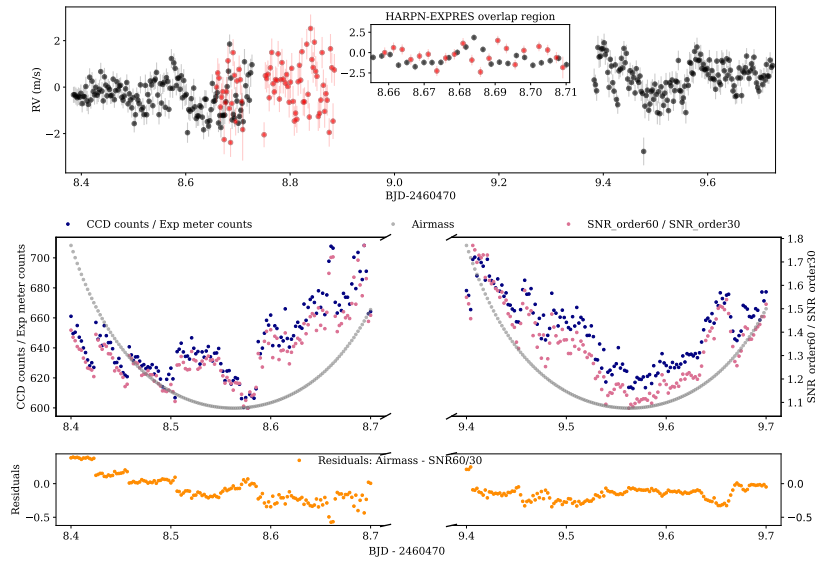 HARPN-EXPRES overlap region
RV (m/s)
2
0
−2
2.5
0.0
−2.5
8.66 8.67 8.68 8.69 8.70 8.71
8.4 8.6 8.8 9.0 9.2 9.4 9.6
BJD-2460470
CCD counts / Exp meter counts Airmass SNR_order60 / SNR_order30
CCD counts / Exp meter counts
700
680
660
640
620
600
1.8
1.7
1.6
1.5
1.4
1.3
1.2
1.1
SNR_order60 / SNR_order30
8.4 8.5 8.6 8.7 9.4 9.5 9.6 9.7
Residuals: Airmass - SNR60/30
Residuals
0.0
−0.5
0.0
−0.5
8.4 8.5 8.6 8.7 9.4 9.5 9.6 9.7
BJD - 2460470